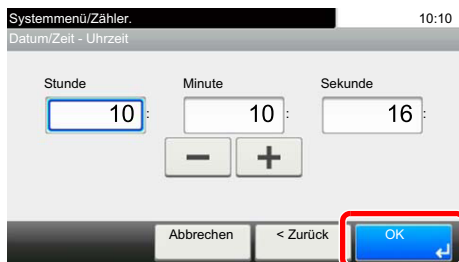 Systemmenü/Zähler. 10:10
Datum/Zeit - Uhrzeit
Stunde Minute Sekunde
10 : 10 : 16 :
− +
Abbrechen < Zurück OK